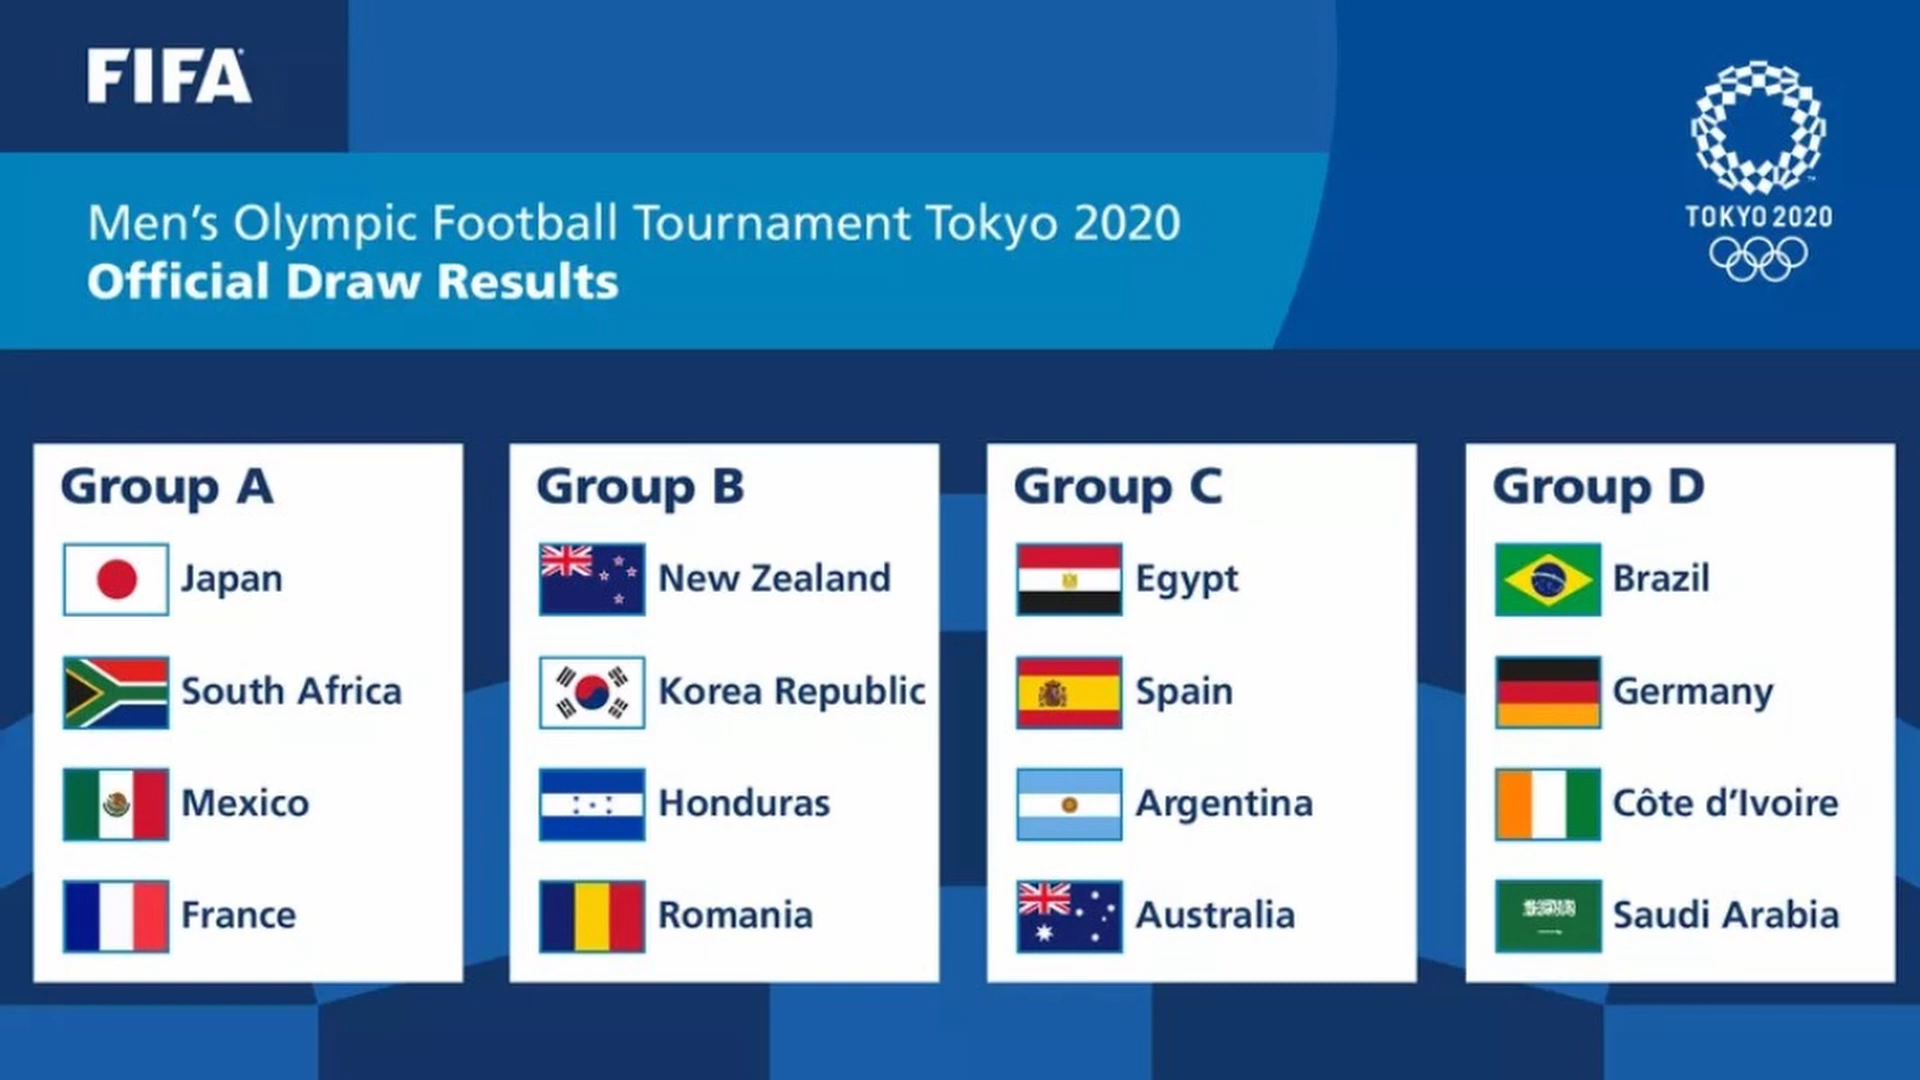 FIFA
Men's Olympic Football Tournament Tokyo 2020
Official Draw Results
TOKYO 2020
Group A
Japan
South Africa
Mexico
France
Group B
New Zealand
Korea Republic
Honduras
Romania
Group C
Egypt
Spain
Argentina
Australia
Group D
Brazil
Germany
Côte d'Ivoire
Saudi Arabia